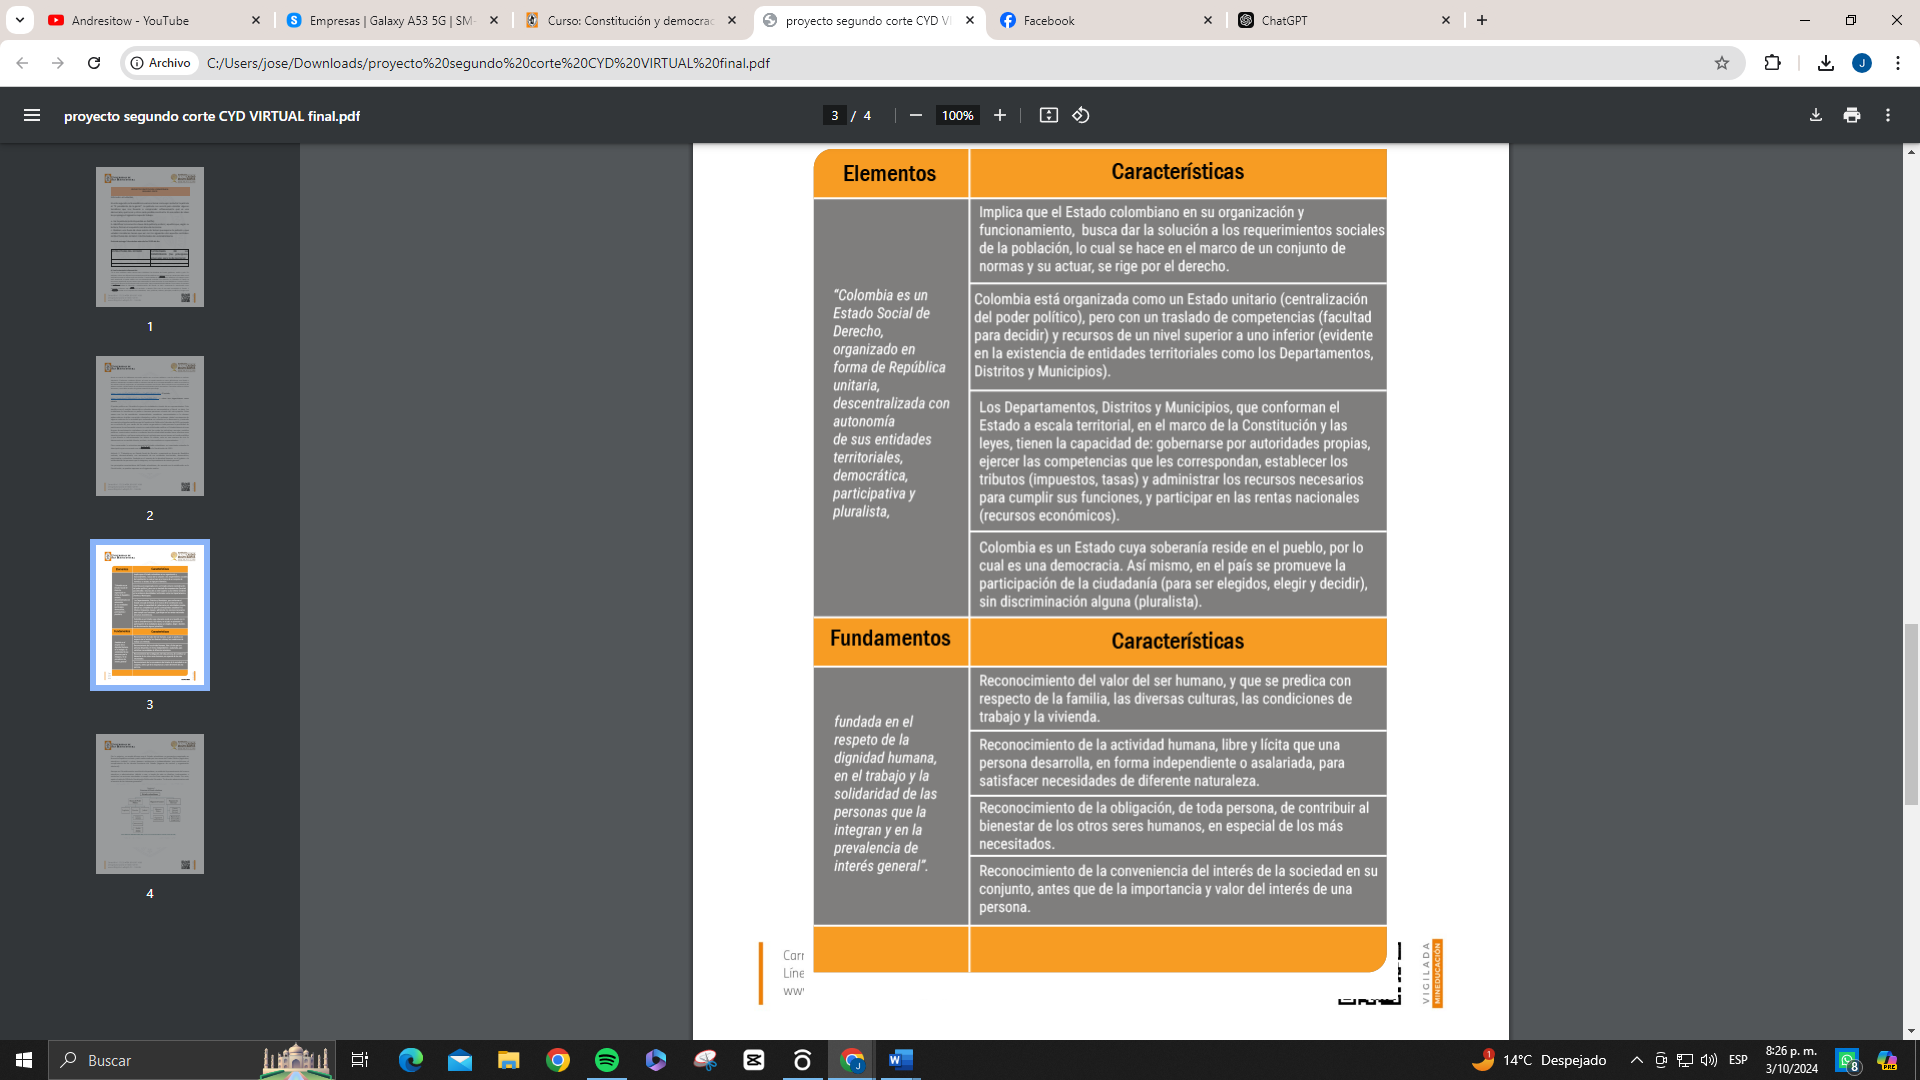 Andresitow - YouTube
Empresas | Galaxy A53 5G | SM-
Curso: Constitución y democrac
proyecto segundo corte CYD VI
Facebook
ChatGPT
Archivo
C:/Users/jose/Downloads/proyecto%20segundo%20corte%20CYD%20VIRTUAL%20final.pdf
J
proyecto segundo corte CYD VIRTUAL final.pdf
3 / 4
100%
1
2
3
4
Elementos
Características
“Colombia es un
Estado Social de
Derecho,
organizado en
forma de República
unitaria,
descentralizada con
autonomía
de sus entidades
territoriales,
democrática,
participativa y
pluralista,
Implica que el Estado colombiano en su organización y
funcionamiento, busca dar la solución a los requerimientos sociales
de la población, lo cual se hace en el marco de un conjunto de
normas y su actuar, se rige por el derecho.
Colombia está organizada como un Estado unitario (centralización
del poder político), pero con un traslado de competencias (facultad
para decidir) y recursos de un nivel superior a uno inferior (evidente
en la existencia de entidades territoriales como los Departamentos,
Distritos y Municipios).
Los Departamentos, Distritos y Municipios, que conforman el
Estado a escala territorial, en el marco de la Constitución y las
leyes, tienen la capacidad de: gobernarse por autoridades propias,
ejercer las competencias que les correspondan, establecer los
tributos (impuestos, tasas) y administrar los recursos necesarios
para cumplir sus funciones, y participar en las rentas nacionales
(recursos económicos).
Colombia es un Estado cuya soberanía reside en el pueblo, por lo
cual es una democracia. Así mismo, en el país se promueve la
participación de la ciudadanía (para ser elegidos, elegir y decidir),
sin discriminación alguna (pluralista).
Fundamentos
Características
fundada en el
respeto de la
dignidad humana,
en el trabajo y la
solidaridad de las
personas que la
integran y en la
prevalencia de
interés general”.
Reconocimiento del valor del ser humano, y que se predica con
respecto de la familia, las diversas culturas, las condiciones de
trabajo y la vivienda.
Reconocimiento de la actividad humana, libre y lícita que una
persona desarrolla, en forma independiente o asalariada, para
satisfacer necesidades de diferente naturaleza.
Reconocimiento de la obligación, de toda persona, de contribuir al
bienestar de los otros seres humanos, en especial de los más
necesitados.
Reconocimiento de la conveniencia del interés de la sociedad en su
conjunto, antes que de la importancia y valor del interés de una
persona.
Carr
Líne
www
VIGILADA
MINEDUCACIÓN
Buscar
1
14°C Despejado
ESP
8:26 p. m.
3/10/2024
8
PRE